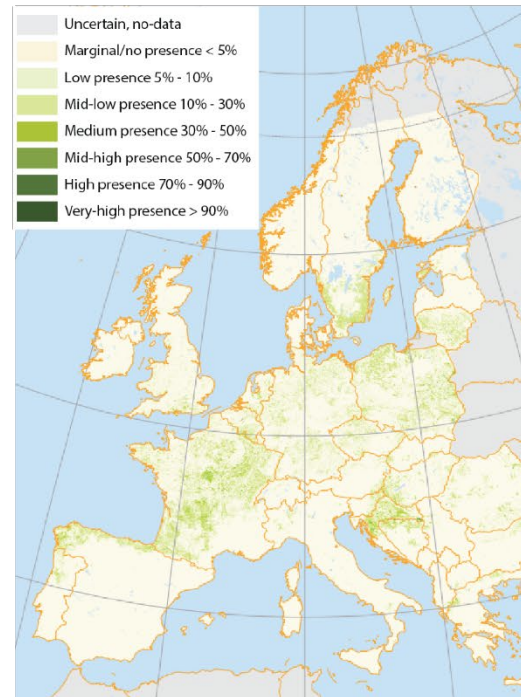 Uncertain, no-data
Marginal/no presence < 5%
Low presence 5% - 10%
Mid-low presence 10% - 30%
Medium presence 30% - 50%
Mid-high presence 50% - 70%
High presence 70% - 90%
Very-high presence > 90%